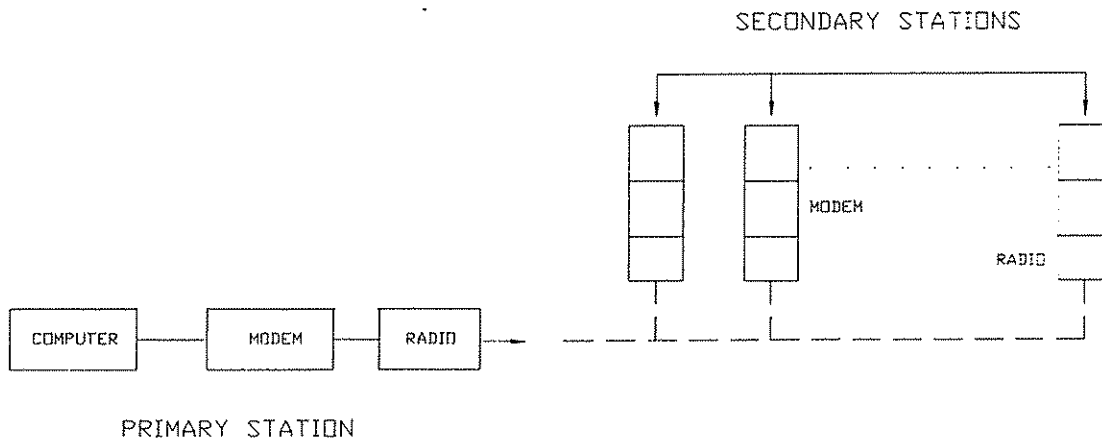 SECONDARY STATIONS
MODEM
RADIO
COMPUTER
MODEM
RADIO
PRIMARY STATION